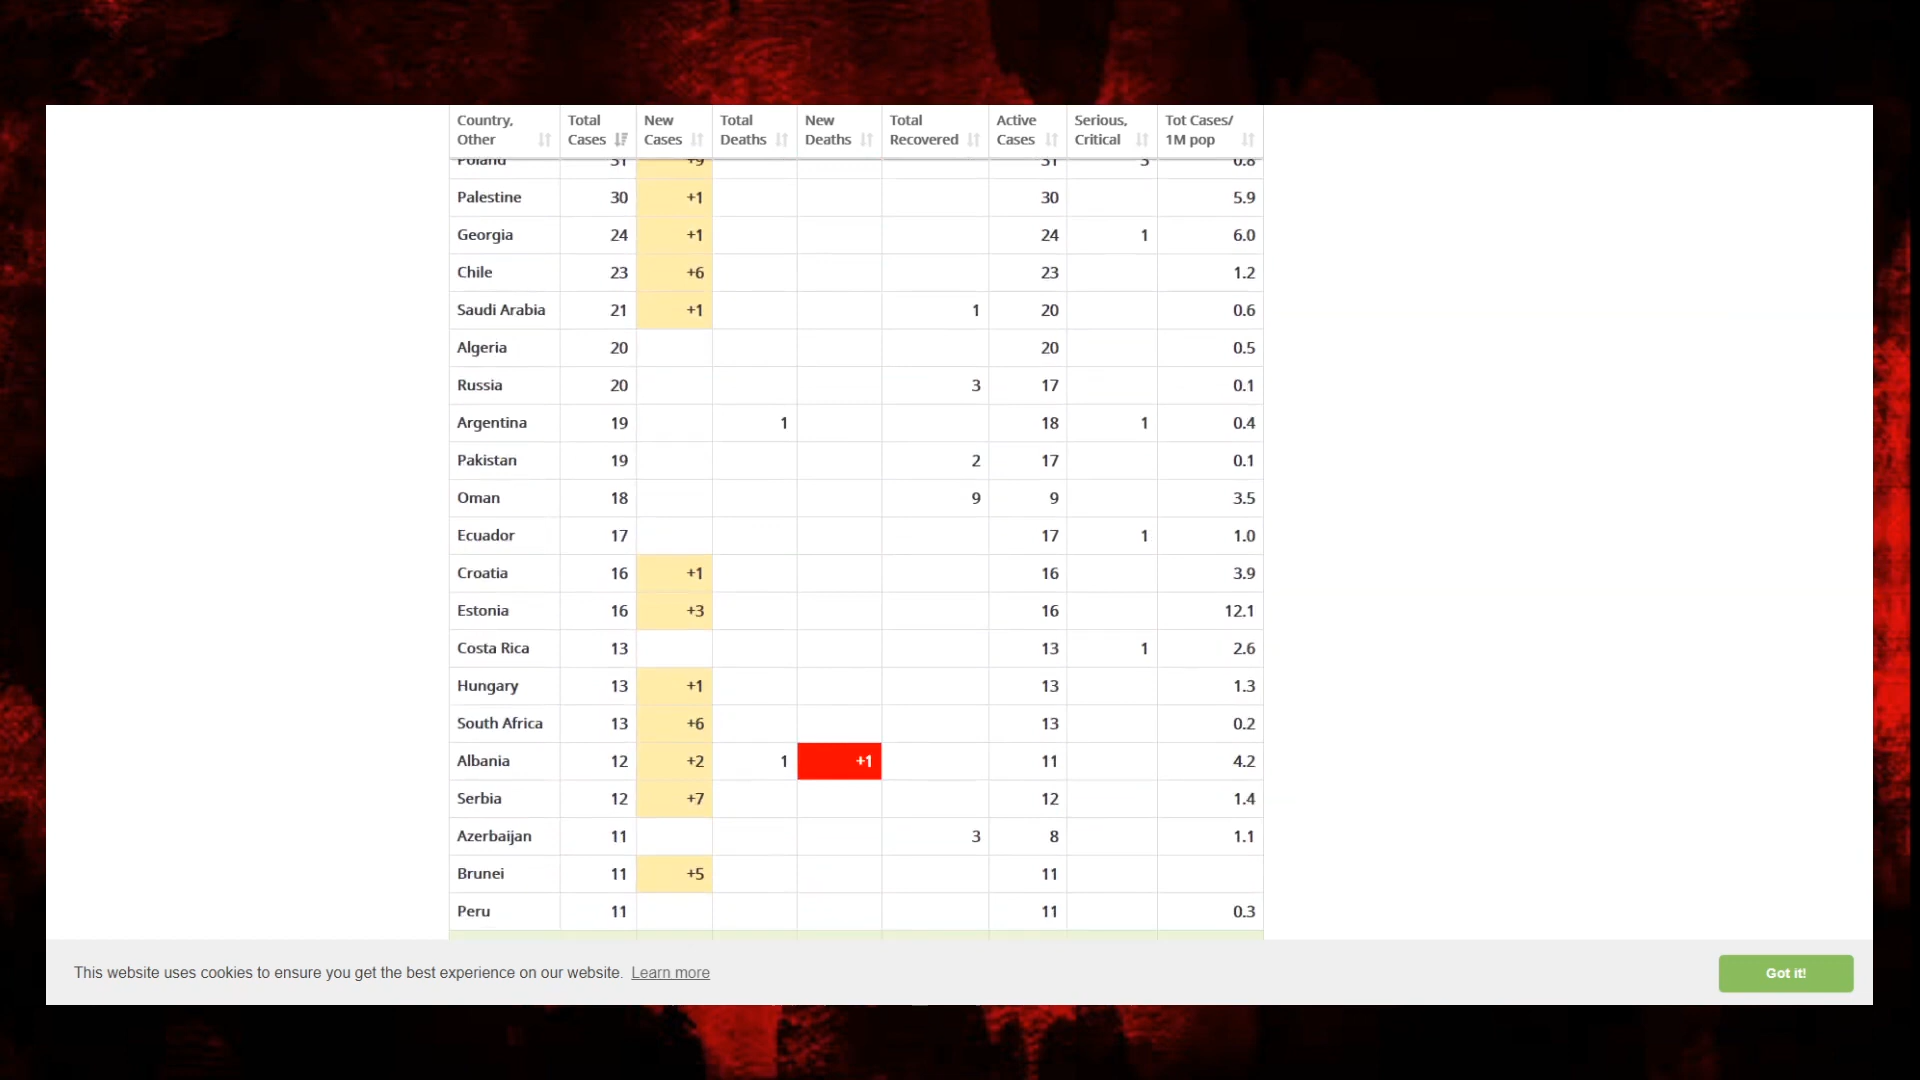 Country, Other Total Cases New Cases Total Deaths New Deaths Total Recovered Active Cases Serious, Critical Tot Cases/ 1M pop
Poland 31 +9 31 3 0.8
Palestine 30 +1 30 5.9
Georgia 24 +1 24 1 6.0
Chile 23 +6 23 1.2
Saudi Arabia 21 +1 1 20 0.6
Algeria 20 20 0.5
Russia 20 3 17 0.1
Argentina 19 1 18 1 0.4
Pakistan 19 2 17 0.1
Oman 18 9 9 3.5
Ecuador 17 17 1 1.0
Croatia 16 +1 16 3.9
Estonia 16 +3 16 12.1
Costa Rica 13 13 1 2.6
Hungary 13 +1 13 1.3
South Africa 13 +6 13 0.2
Albania 12 +2 1 +1 11 4.2
Serbia 12 +7 12 1.4
Azerbaijan 11 3 8 1.1
Brunei 11 +5 11
Peru 11 11 0.3
This website uses cookies to ensure you get the best experience on our website. Learn more
Got it!